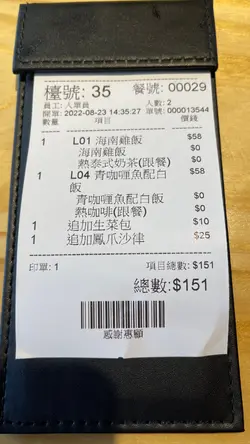 檯號: 35 餐號: 00029
員工: 人單員 人數: 2
開單: 2022-08-23 14:35:27 單號: 000013544
數量 項目 價錢
1 L01 海南雞飯 $58
海南雞飯 $0
熱泰式奶茶(跟餐) $0
1 L04 青咖喱魚配白飯 $58
青咖喱魚配白飯 $0
熱咖啡(跟餐) $0
1 追加生菜包 $10
1 追加鳳爪沙津 $25
印單: 1 項目總數: $151
總數: $151
感謝惠顧